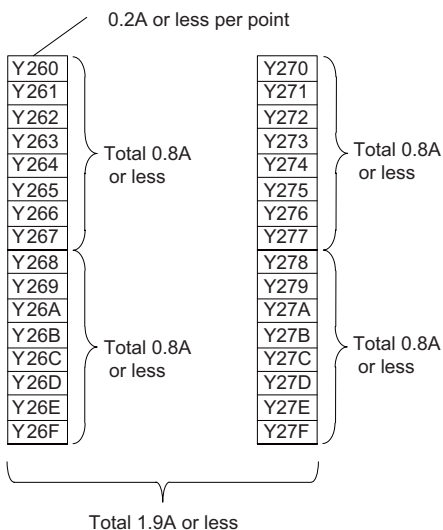 0.2A or less per point
Y260
Y261
Y262
Y263
Y264
Y265
Y266
Y267
Total 0.8A
or less
Y268
Y269
Y26A
Y26B
Y26C
Y26D
Y26E
Y26F
Total 0.8A
or less
Y270
Y271
Y272
Y273
Y274
Y275
Y276
Y277
Total 0.8A
or less
Y278
Y279
Y27A
Y27B
Y27C
Y27D
Y27E
Y27F
Total 0.8A
or less
Total 1.9A or less